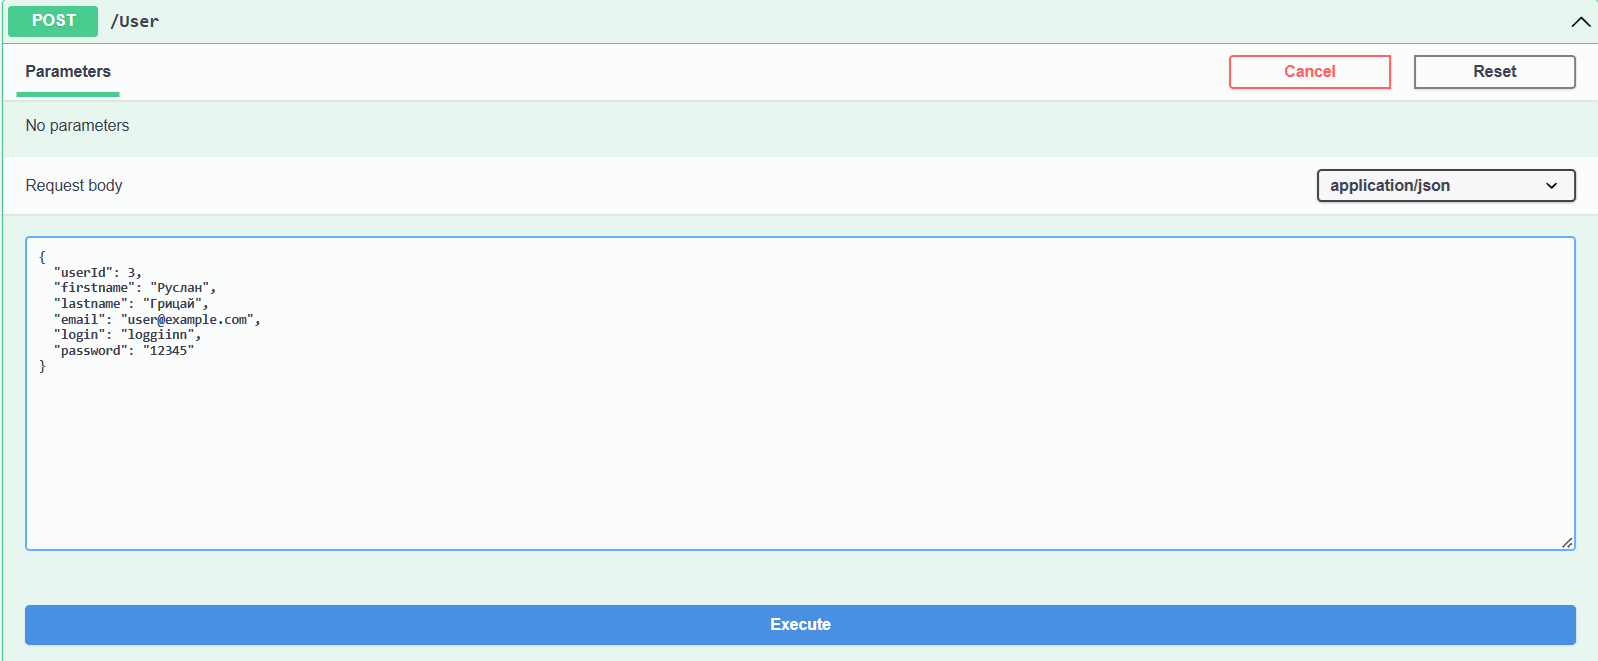 POST /User
Parameters Cancel Reset
No parameters
Request body application/json
{
  "userId": 3,
  "firstname": "Руслан",
  "lastname": "Грицай",
  "email": "user@example.com",
  "login": "loggiinn",
  "password": "12345"
}
Execute